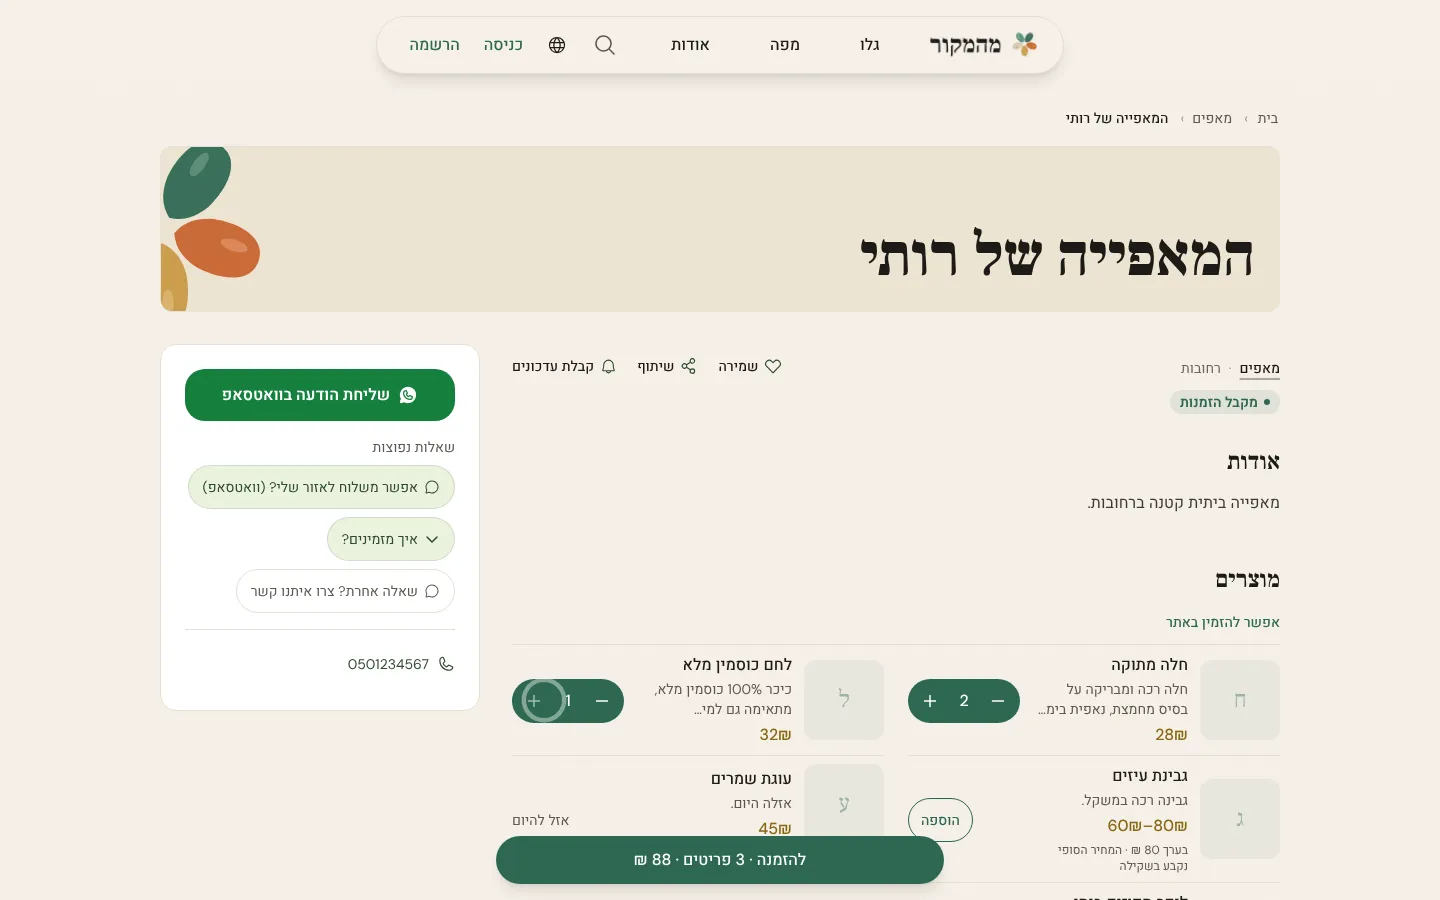 מהמקור
גלו
מפה
אודות
כניסה
הרשמה
בית › מאפים › המאפייה של רותי
המאפייה של רותי
מאפים · רחובות
שמירה
שיתוף
קבלת עדכונים
מקבל הזמנות
אודות
מאפייה ביתית קטנה ברחובות.
מוצרים
אפשר להזמין באתר
ח
חלה מתוקה
חלה רכה ומבריקה על
בסיס מחמצת, נאפית בימ...
28₪
− 2 +
ל
לחם כוסמין מלא
כיכר 100% כוסמין מלא,
מתאימה גם למי...
32₪
− 1 +
ג
גבינת עיזים
גבינה רכה במשקל.
60₪–80₪
בערך 80 ₪ · המחיר הסופי
נקבע בשקילה
הוספה
ע
עוגת שמרים
אזלה היום.
45₪
אזל להיום
להזמנה · 3 פריטים · 88 ₪
שליחת הודעה בוואטסאפ
שאלות נפוצות
אפשר משלוח לאזור שלי? (וואטסאפ)
איך מזמינים?
שאלה אחרת? צרו איתנו קשר
0501234567